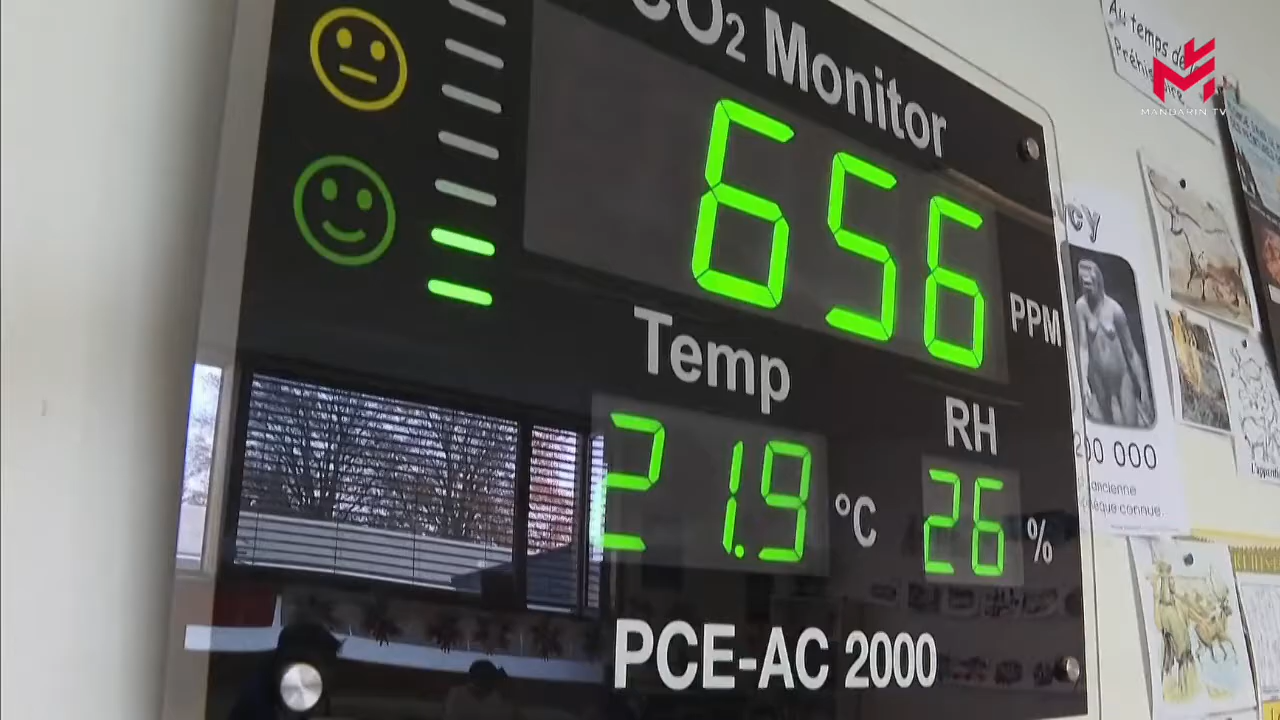 CO2 Monitor
656 PPM
Temp
21.9 °C
RH
26 %
PCE-AC 2000
Au temps de
MANDARIN TV
cy
00 000
ancienne
connue.